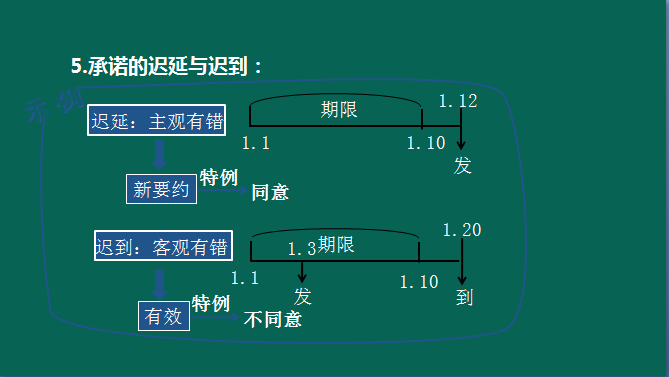 5.承诺的迟延与迟到：
示例
迟延：主观有错
期限
1.12
1.1
1.10
发
新要约
特例
同意
迟到：客观有错
1.3
期限
1.20
1.1
1.10
发
到
有效
特例
不同意